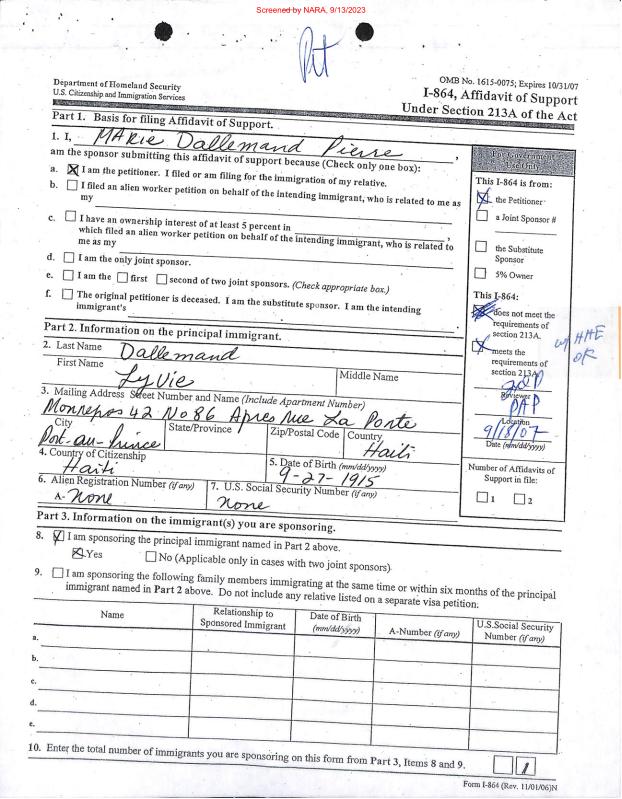 Screened by NARA, 9/13/2023
Pet
Department of Homeland Security
U.S. Citizenship and Immigration Services
OMB No. 1615-0075; Expires 10/31/07
I-864, Affidavit of Support
Under Section 213A of the Act
Part 1. Basis for filing Affidavit of Support.
1. I, MARie Dallemand Pierre ,
am the sponsor submitting this affidavit of support because (Check only one box):
a. I am the petitioner. I filed or am filing for the immigration of my relative.
b. I filed an alien worker petition on behalf of the intending immigrant, who is related to me as
my
c. I have an ownership interest of at least 5 percent in ,
which filed an alien worker petition on behalf of the intending immigrant, who is related to
me as my .
d. I am the only joint sponsor.
e. I am the first second of two joint sponsors. (Check appropriate box.)
f. The original petitioner is deceased. I am the substitute sponsor. I am the intending
immigrant's .
For Government
Use Only
This I-864 is from:
the Petitioner
a Joint Sponsor #
the Substitute
Sponsor
5% Owner
This I-864:
does not meet the
requirements of
section 213A.
meets the
requirements of
section 213A.
w/ HHE
OK
Reviewer
PAP
Location
9/18/07
Date (mm/dd/yyyy)
Number of Affidavits of
Support in file:
1 2
Part 2. Information on the principal immigrant.
2. Last Name Dallemand
First Name LyVie
Middle Name
3. Mailing Address Street Number and Name (Include Apartment Number)
Monrepos 42 No 86 Apres Rue La Porte
City Port-au-Prince
State/Province
Zip/Postal Code
Country Haiti
4. Country of Citizenship
Haiti
5. Date of Birth (mm/dd/yyyy)
9-27-1915
6. Alien Registration Number (if any)
A- None
7. U.S. Social Security Number (if any)
none
Part 3. Information on the immigrant(s) you are sponsoring.
8. I am sponsoring the principal immigrant named in Part 2 above.
Yes No (Applicable only in cases with two joint sponsors)
9. I am sponsoring the following family members immigrating at the same time or within six months of the principal
immigrant named in Part 2 above. Do not include any relative listed on a separate visa petition.
Name
Relationship to
Sponsored Immigrant
Date of Birth
(mm/dd/yyyy)
A-Number (if any)
U.S.Social Security
Number (if any)
a.
b.
c.
d.
e.
10. Enter the total number of immigrants you are sponsoring on this form from Part 3, Items 8 and 9. 1
Form I-864 (Rev. 11/01/06)N